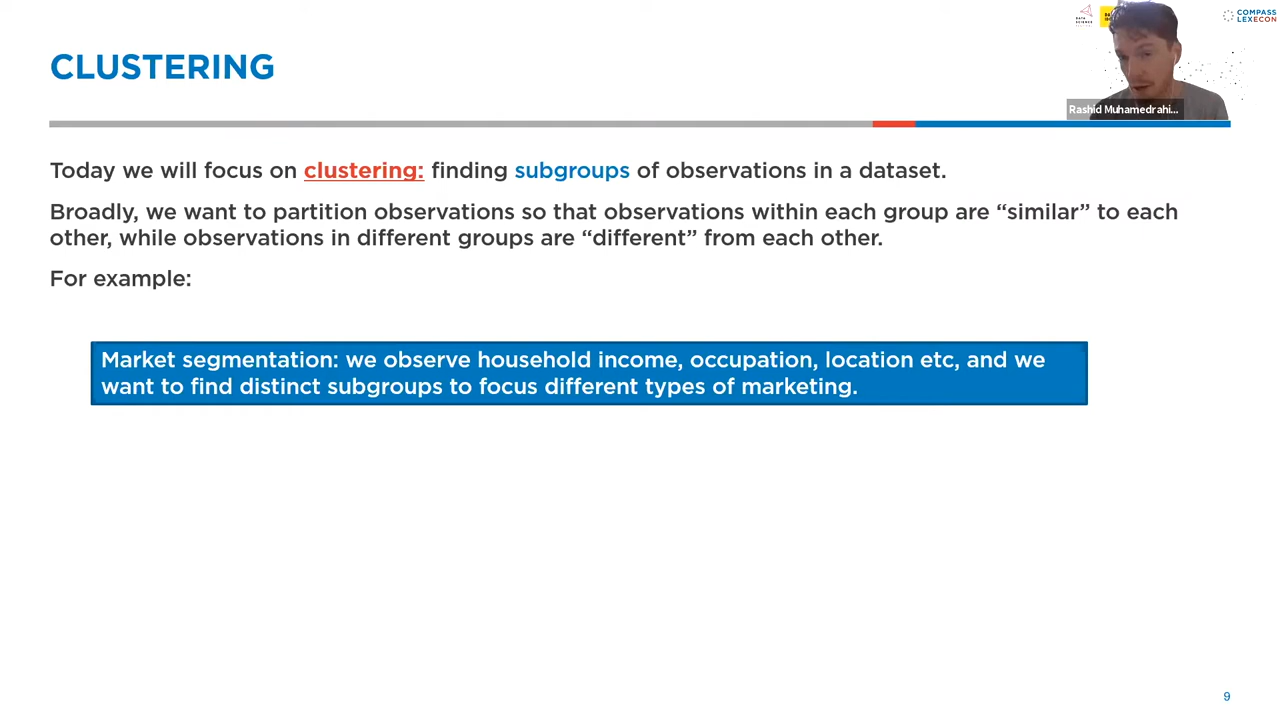 COMPASS
LEXECON
DATA
SCIENCE
CLUSTERING
Rashid Muhamedrahi...
Today we will focus on clustering: finding subgroups of observations in a dataset.
Broadly, we want to partition observations so that observations within each group are “similar” to each
other, while observations in different groups are “different” from each other.
For example:
Market segmentation: we observe household income, occupation, location etc, and we
want to find distinct subgroups to focus different types of marketing.
9